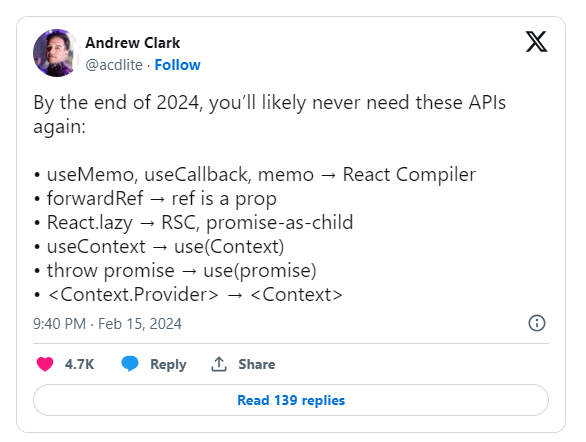 Andrew Clark
@acdlite · Follow
By the end of 2024, you’ll likely never need these APIs
again:
• useMemo, useCallback, memo → React Compiler
• forwardRef → ref is a prop
• React.lazy → RSC, promise-as-child
• useContext → use(Context)
• throw promise → use(promise)
• <Context.Provider> → <Context>
9:40 PM · Feb 15, 2024
4.7K Reply Share
Read 139 replies